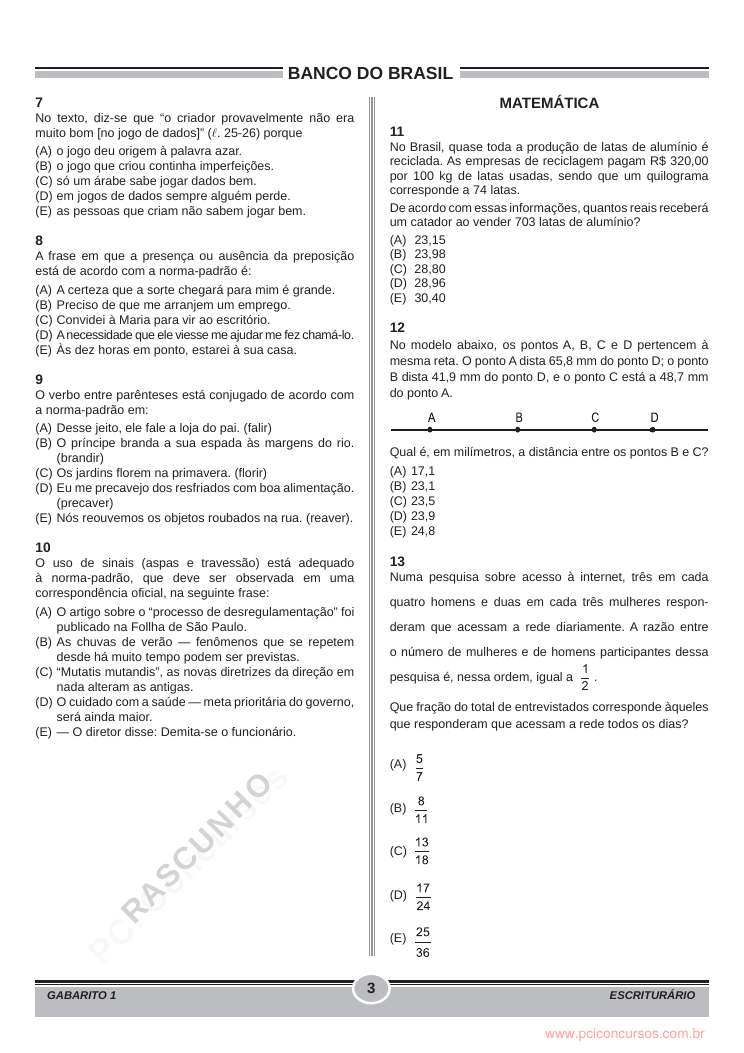 BANCO DO BRASIL
7
No texto, diz-se que “o criador provavelmente não era
muito bom [no jogo de dados]” (ℓ. 25-26) porque
(A) o jogo deu origem à palavra azar.
(B) o jogo que criou continha imperfeições.
(C) só um árabe sabe jogar dados bem.
(D) em jogos de dados sempre alguém perde.
(E) as pessoas que criam não sabem jogar bem.
8
A frase em que a presença ou ausência da preposição
está de acordo com a norma-padrão é:
(A) A certeza que a sorte chegará para mim é grande.
(B) Preciso de que me arranjem um emprego.
(C) Convidei à Maria para vir ao escritório.
(D) A necessidade que ele viesse me ajudar me fez chamá-lo.
(E) Às dez horas em ponto, estarei à sua casa.
9
O verbo entre parênteses está conjugado de acordo com
a norma-padrão em:
(A) Desse jeito, ele fale a loja do pai. (falir)
(B) O príncipe branda a sua espada às margens do rio.
(brandir)
(C) Os jardins florem na primavera. (florir)
(D) Eu me precavejo dos resfriados com boa alimentação.
(precaver)
(E) Nós reouvemos os objetos roubados na rua. (reaver).
10
O uso de sinais (aspas e travessão) está adequado
à norma-padrão, que deve ser observada em uma
correspondência oficial, na seguinte frase:
(A) O artigo sobre o “processo de desregulamentação” foi
publicado na Follha de São Paulo.
(B) As chuvas de verão — fenômenos que se repetem
desde há muito tempo podem ser previstas.
(C) “Mutatis mutandis”, as novas diretrizes da direção em
nada alteram as antigas.
(D) O cuidado com a saúde — meta prioritária do governo,
será ainda maior.
(E) — O diretor disse: Demita-se o funcionário.
RASCUNHO
PCI Concursos
MATEMÁTICA
11
No Brasil, quase toda a produção de latas de alumínio é
reciclada. As empresas de reciclagem pagam R$ 320,00
por 100 kg de latas usadas, sendo que um quilograma
corresponde a 74 latas.
De acordo com essas informações, quantos reais receberá
um catador ao vender 703 latas de alumínio?
(A) 23,15
(B) 23,98
(C) 28,80
(D) 28,96
(E) 30,40
12
No modelo abaixo, os pontos A, B, C e D pertencem à
mesma reta. O ponto A dista 65,8 mm do ponto D; o ponto
B dista 41,9 mm do ponto D, e o ponto C está a 48,7 mm
do ponto A.
A B C D
Qual é, em milímetros, a distância entre os pontos B e C?
(A) 17,1
(B) 23,1
(C) 23,5
(D) 23,9
(E) 24,8
13
Numa pesquisa sobre acesso à internet, três em cada
quatro homens e duas em cada três mulheres respon-
deram que acessam a rede diariamente. A razão entre
o número de mulheres e de homens participantes dessa
pesquisa é, nessa ordem, igual a 1/2 .
Que fração do total de entrevistados corresponde àqueles
que responderam que acessam a rede todos os dias?
(A) 5/7
(B) 8/11
(C) 13/18
(D) 17/24
(E) 25/36
GABARITO 1
3
ESCRITURÁRIO
www.pciconcursos.com.br